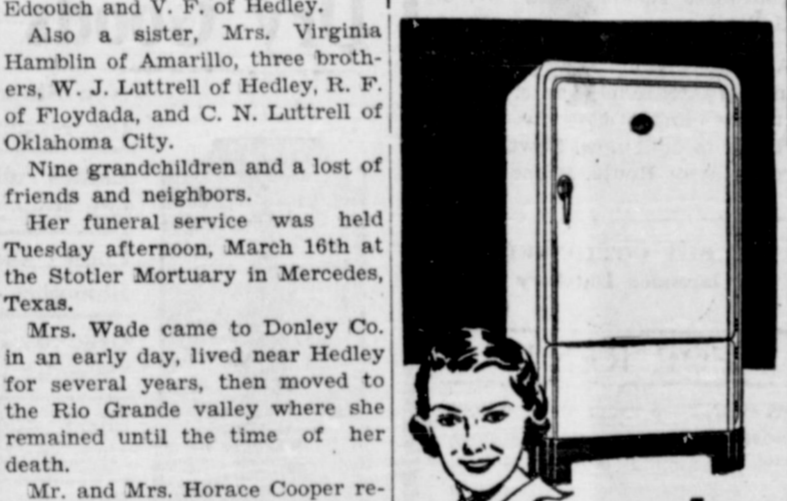 Edcouch and V. F. of Hedley.
Also a sister, Mrs. Virginia
Hamblin of Amarillo, three broth-
ers, W. J. Luttrell of Hedley, R. F.
of Floydada, and C. N. Luttrell of
Oklahoma City.
Nine grandchildren and a lost of
friends and neighbors.
Her funeral service was held
Tuesday afternoon, March 16th at
the Stotler Mortuary in Mercedes,
Texas.
Mrs. Wade came to Donley Co.
in an early day, lived near Hedley
for several years, then moved to
the Rio Grande valley where she
remained until the time of her
death.
Mr. and Mrs. Horace Cooper re-